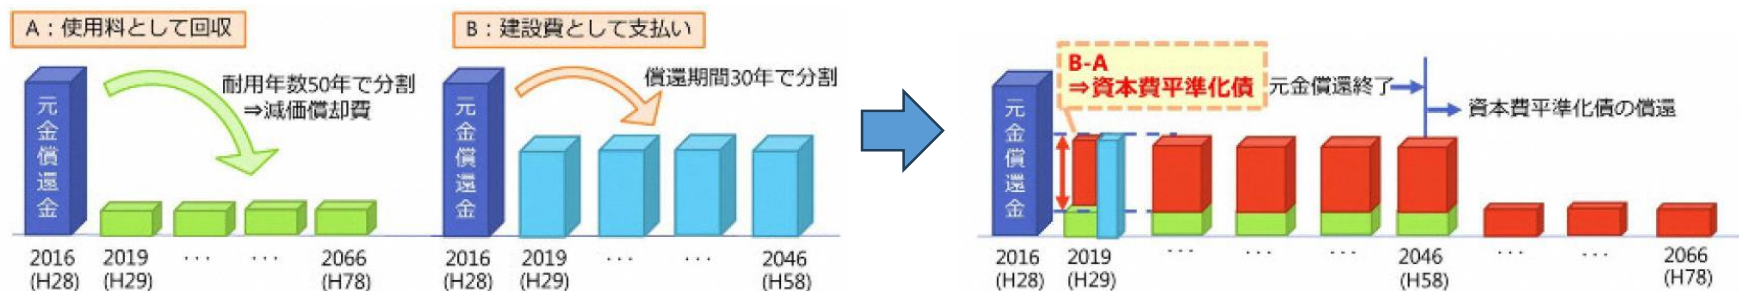 A：使用料として回収
元金償還金
耐用年数50年で分割
⇒減価償却費
2016
(H28)
2019
(H29)
･･･
･･･
2066
(H78)
B：建設費として支払い
元金償還金
償還期間30年で分割
2016
(H28)
2019
(H29)
･･･
･･･
2046
(H58)
B-A
⇒資本費平準化債
元金償還終了
資本費平準化債の償還
元金償還金
2016
(H28)
2019
(H29)
･･･
･･･
･･･
2046
(H58)
･･･
･･･
2066
(H78)